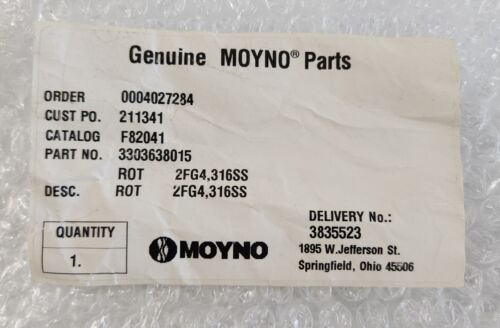 Genuine MOYNO® Parts
ORDER 0004027284
CUST PO. 211341
CATALOG F82041
PART NO. 3303638015
ROT 2FG4,316SS
DESC. ROT 2FG4,316SS
DELIVERY No.:
3835523
QUANTITY
1.
MOYNO
1895 W.Jefferson St.
Springfield, Ohio 45506